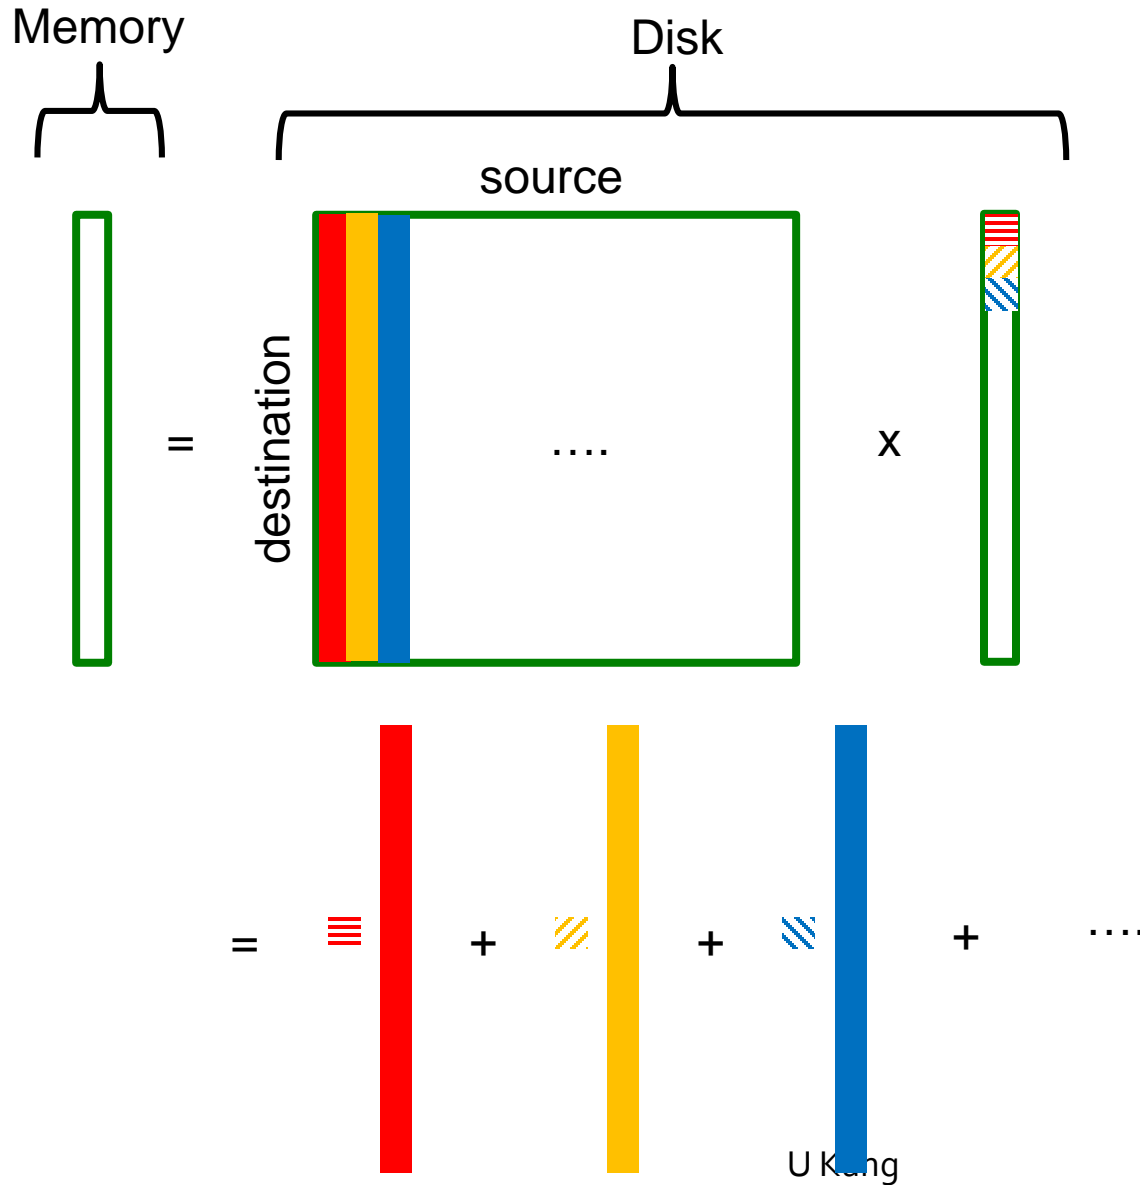 Memory
Disk
source
destination
=
....
x
=
+
+
+
....
U Kang